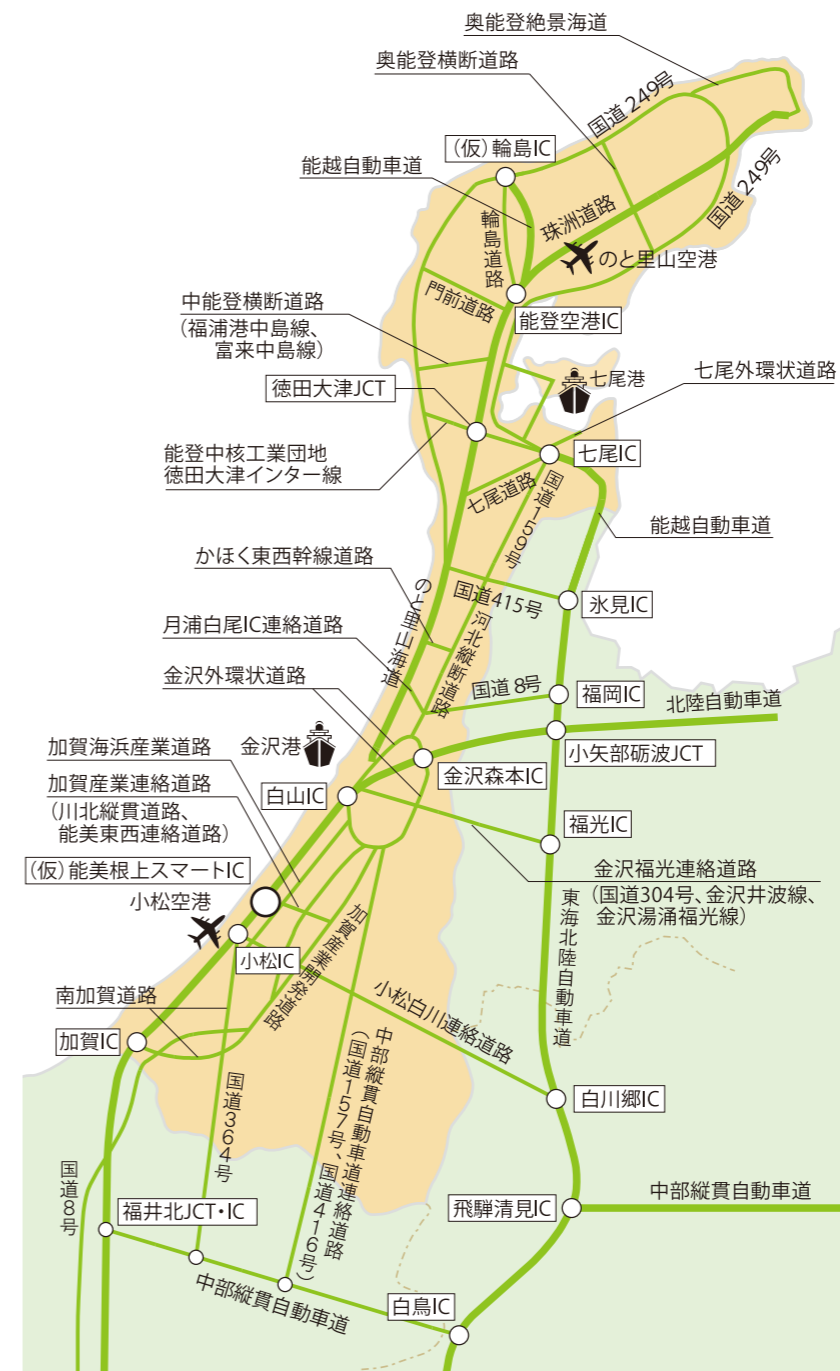 奥能登絶景海道
奥能登横断道路
国道249号
(仮)輪島IC
能越自動車道
国道249号
珠洲道路
輪島道路
のと里山空港
門前道路
中能登横断道路
(福浦港中島線、
富来中島線)
能登空港IC
七尾港
七尾外環状道路
徳田大津JCT
能登中核工業団地
徳田大津インター線
七尾IC
七尾道路
国道159号
能越自動車道
かほく東西幹線道路
のと里山海道
国道415号
氷見IC
月浦白尾IC連絡道路
河北縦断道路
金沢外環状道路
国道8号
福岡IC
北陸自動車道
加賀海浜産業道路
金沢港
小矢部砺波JCT
金沢森本IC
加賀産業連絡道路
(川北縦貫道路、
能美東西連絡道路)
白山IC
福光IC
(仮)能美根上スマートIC
金沢福光連絡道路
(国道304号、金沢井波線、
金沢湯涌福光線)
小松空港
小松IC
加賀産業開発道路
東海北陸自動車道
南加賀道路
小松白川連絡道路
加賀IC
国道364号
中部縦貫自動車道連絡道路
(国道157号、国道416号)
白川郷IC
国道8号
中部縦貫自動車道
福井北JCT・IC
飛騨清見IC
中部縦貫自動車道
白鳥IC